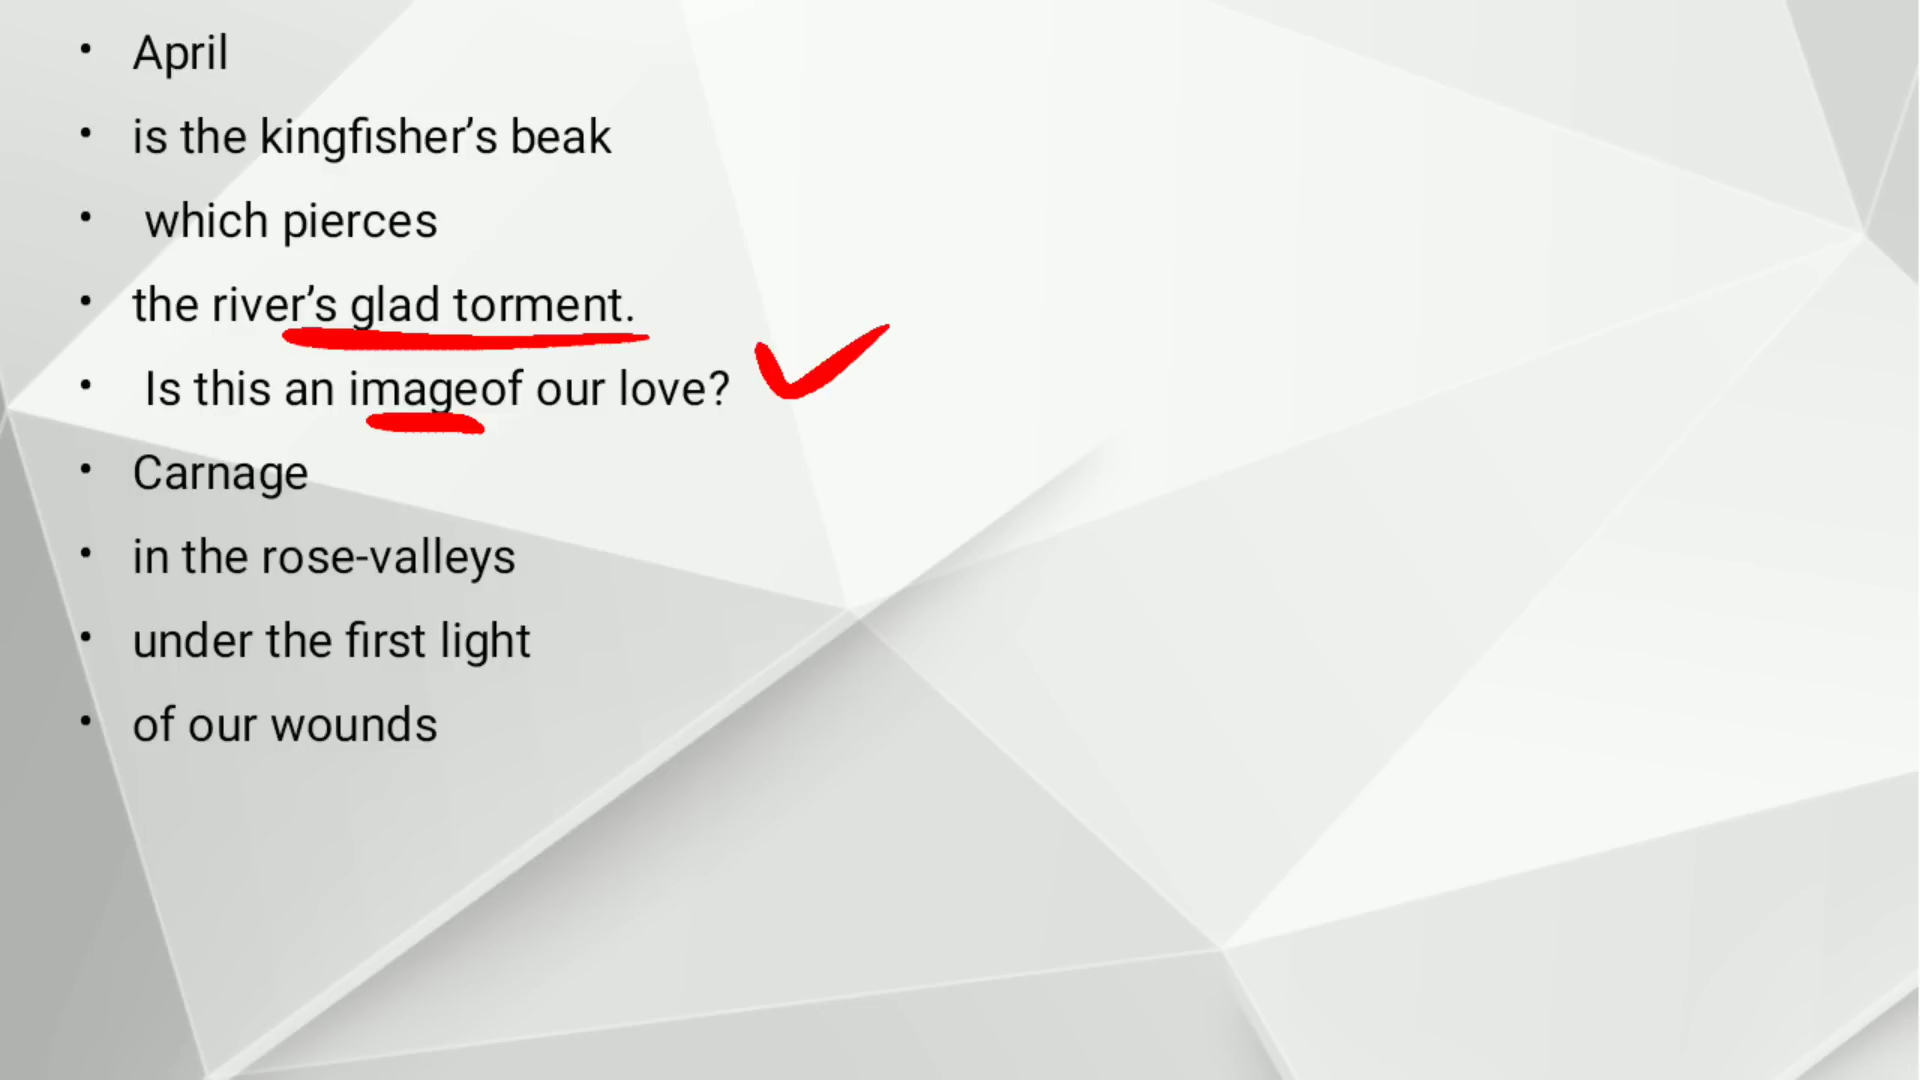 • April
• is the kingfisher’s beak
• which pierces
• the river’s glad torment.
• Is this an imageof our love?
• Carnage
• in the rose-valleys
• under the first light
• of our wounds